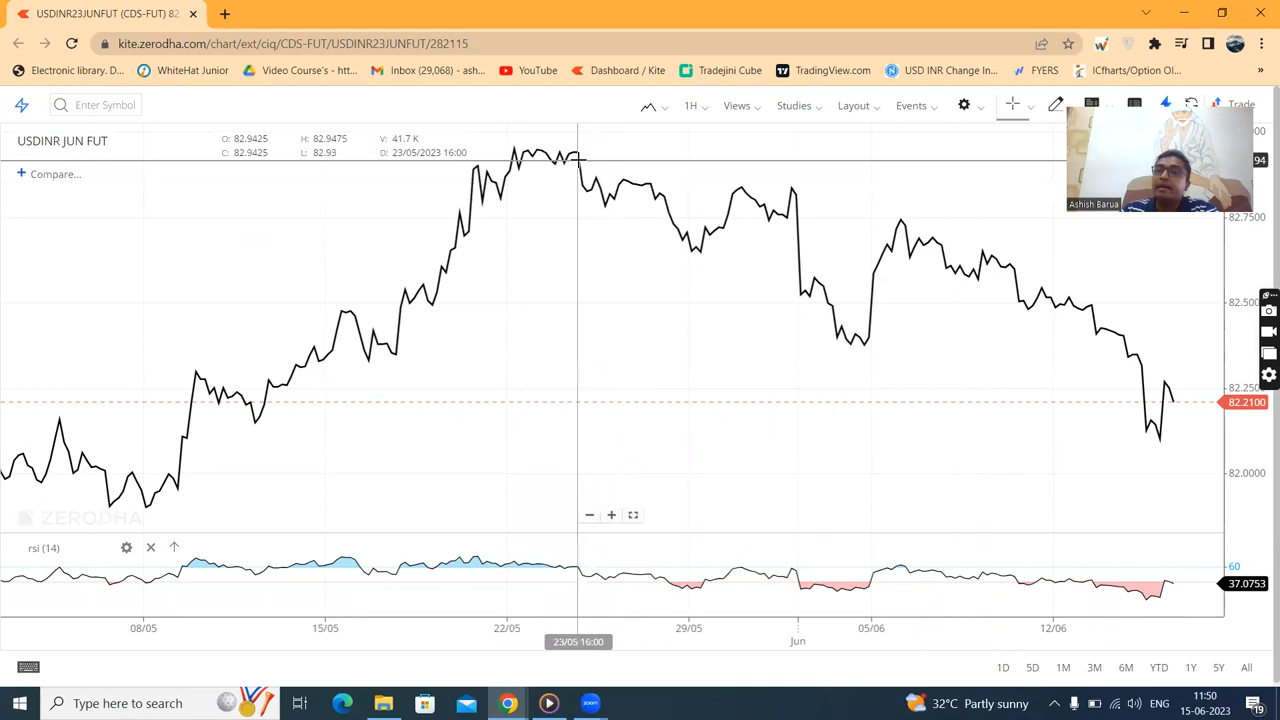 USDINR23JUNFUT (CDS-FUT) 82
kite.zerodha.com/chart/ext/ciq/CDS-FUT/USDINR23JUNFUT/282115
Electronic library. D...
WhiteHat Junior
Video Course's - htt...
Inbox (29,068) - ash...
YouTube
Dashboard / Kite
Tradejini Cube
TradingView.com
USD INR Change In...
FYERS
ICfharts/Option OI...
»
Enter Symbol
1H
Views
Studies
Layout
Events
Trade
USDINR JUN FUT
O: 82.9425
H: 82.9475
V: 41.7 K
C: 82.9425
L: 82.93
D: 23/05/2023 16:00
Compare...
94
82.7500
82.5000
82.2500
82.2100
82.0000
Ashish Barua
ZERODHA
rsi (14)
60
37.0753
08/05
15/05
22/05
29/05
Jun
05/06
12/06
23/05 16:00
1D
5D
1M
3M
6M
YTD
1Y
5Y
All
Type here to search
zoom
32°C Partly sunny
ENG
11:50
15-06-2023
19